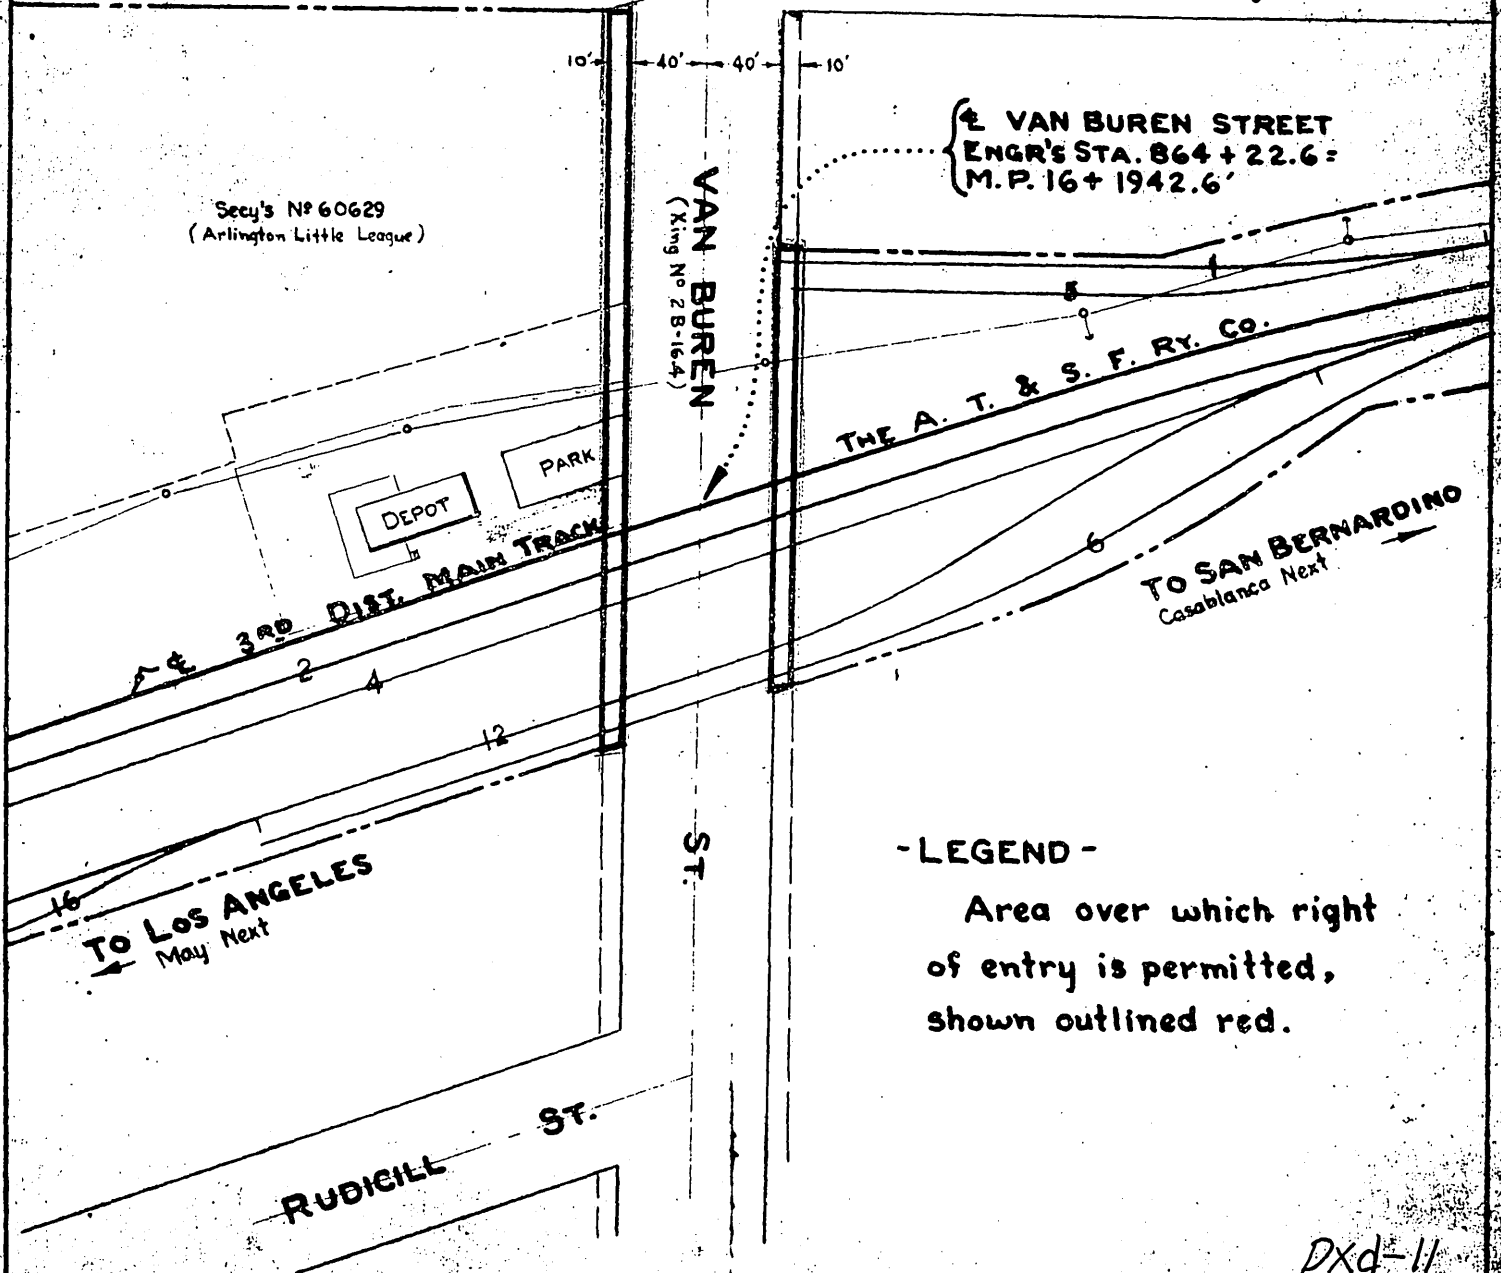 10' 40' 40' 10'
℄ VAN BUREN STREET
ENGR'S STA. 864 + 22.6 =
M.P. 16 + 1942.6'
Secy's Nº 60629
(Arlington Little League)
VAN BUREN
(Xing Nº 2B-16.4)
1
5
THE A. T. & S. F. RY. CO.
PARK
DEPOT
℄ 3RD DIST. MAIN TRACK
2
4
6
12
16
TO SAN BERNARDINO
Casablanca Next
TO LOS ANGELES
May Next
ST.
- LEGEND -
Area over which right
of entry is permitted,
shown outlined red.
RUDICILL ST.
DXd-11